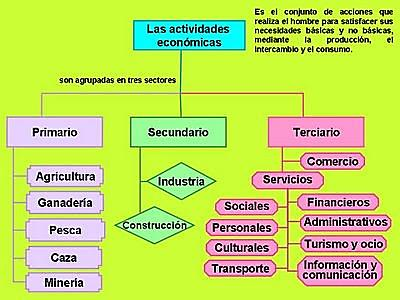 Las actividades
económicas
Es el conjunto de acciones que
realiza el hombre para satisfacer sus
necesidades básicas y no básicas,
mediante la producción, el
intercambio y el consumo.
son agrupadas en tres sectores
Primario
Secundario
Terciario
Agricultura
Ganadería
Pesca
Caza
Minería
Industria
Construcción
Comercio
Servicios
Sociales
Personales
Culturales
Transporte
Financieros
Administrativos
Turismo y ocio
Información y
comunicación